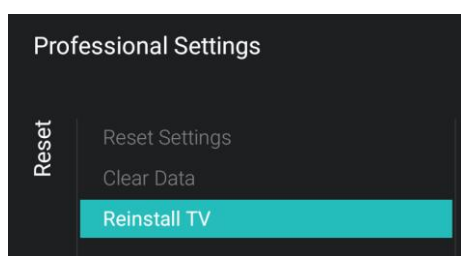 Professional Settings
Reset
Reset Settings
Clear Data
Reinstall TV